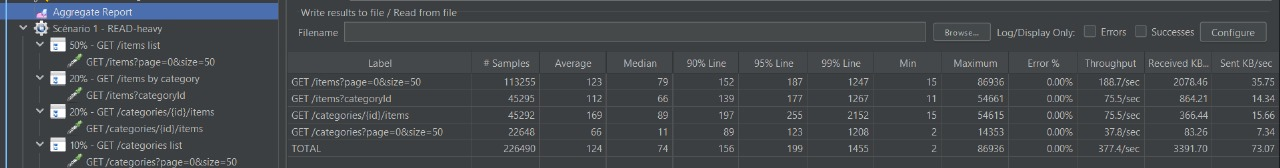 Aggregate Report
Scénario 1 - READ-heavy
50% - GET /items list
GET /items?page=0&size=50
20% - GET /items by category
GET /items?categoryId
20% - GET /categories/{id}/items
GET /categories/{id}/items
10% - GET /categories list
GET /categories?page=0&size=50
Write results to file / Read from file
Filename Browse... Log/Display Only: Errors Successes Configure
Label # Samples Average Median 90% Line 95% Line 99% Line Min Maximum Error % Throughput Received KB... Sent KB/sec
GET /items?page=0&size=50 113255 123 79 152 187 1247 15 86936 0.00% 188.7/sec 2078.46 35.75
GET /items?categoryId 45295 112 66 139 177 1267 11 54661 0.00% 75.5/sec 864.21 14.34
GET /categories/{id}/items 45292 169 89 197 255 2152 15 54615 0.00% 75.5/sec 366.44 15.66
GET /categories?page=0&size=50 22648 66 11 89 123 1208 2 14353 0.00% 37.8/sec 83.26 7.34
TOTAL 226490 124 74 156 199 1455 2 86936 0.00% 377.4/sec 3391.70 73.07